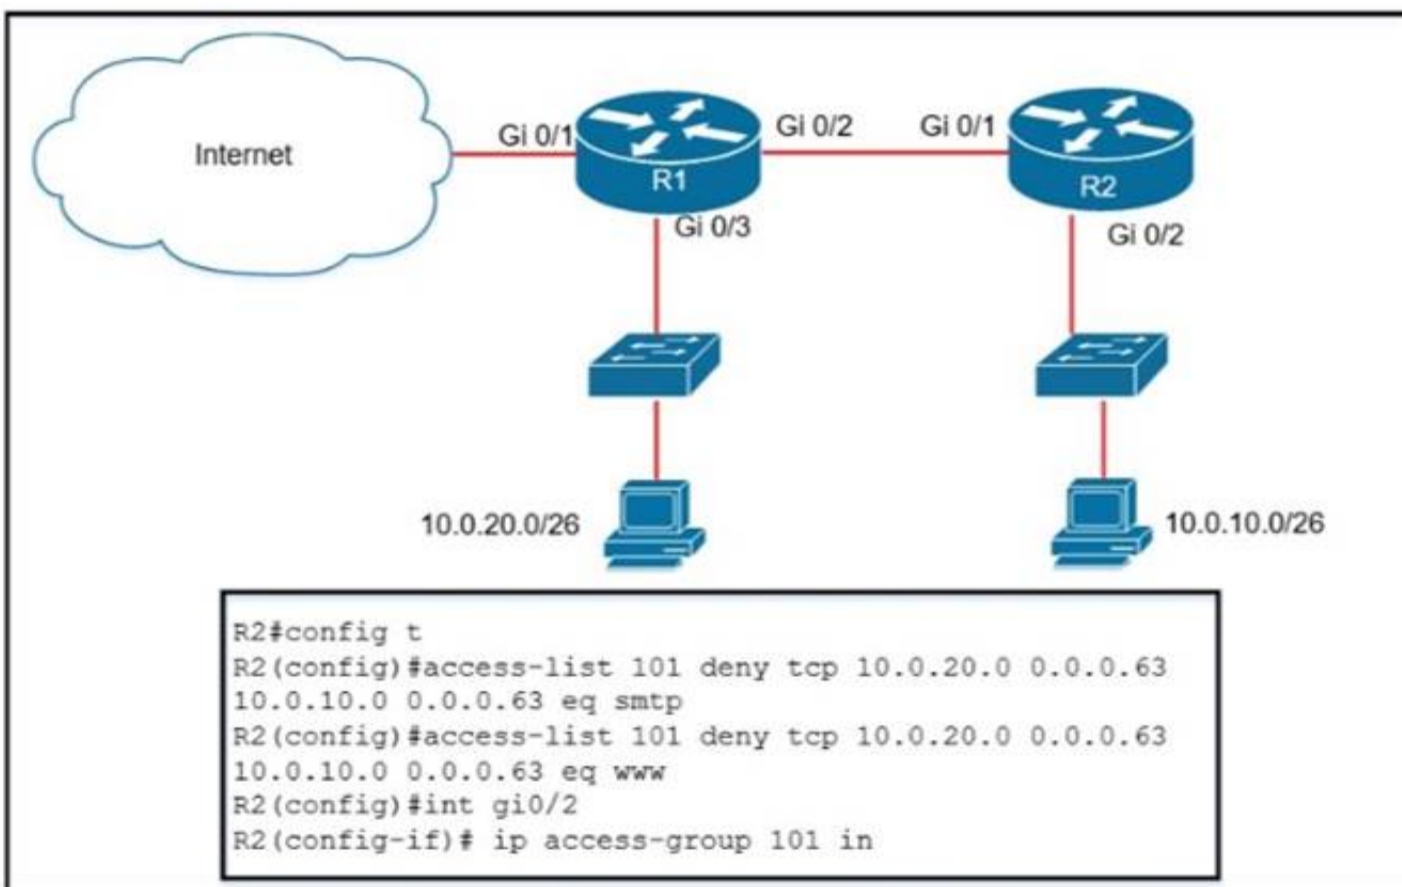 Internet
Gi 0/1
R1
Gi 0/2
Gi 0/1
R2
Gi 0/3
Gi 0/2
10.0.20.0/26
10.0.10.0/26
R2#config t
R2(config)#access-list 101 deny tcp 10.0.20.0 0.0.0.63
10.0.10.0 0.0.0.63 eq smtp
R2(config)#access-list 101 deny tcp 10.0.20.0 0.0.0.63
10.0.10.0 0.0.0.63 eq www
R2(config)#int gi0/2
R2(config-if)# ip access-group 101 in